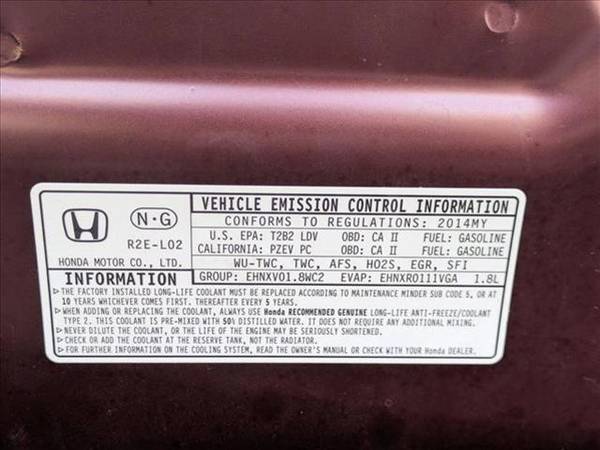 N·G
R2E-L02
HONDA MOTOR CO., LTD.
VEHICLE EMISSION CONTROL INFORMATION
CONFORMS TO REGULATIONS: 2014MY
U.S. EPA: T2B2 LDV OBD: CA II FUEL: GASOLINE
CALIFORNIA: PZEV PC OBD: CA II FUEL: GASOLINE
WU-TWC, TWC, AFS, HO2S, EGR, SFI
GROUP: EHNXV01.8WC2 EVAP: EHNXR0111VGA 1.8L
INFORMATION
▷THE FACTORY INSTALLED LONG-LIFE COOLANT MUST BE REPLACED ACCORDING TO MAINTENANCE MINDER SUB CODE 5, OR AT
10 YEARS WHICHEVER COMES FIRST. THEREAFTER EVERY 5 YEARS.
▷WHEN ADDING OR REPLACING THE COOLANT, ALWAYS USE Honda RECOMMENDED GENUINE LONG-LIFE ANTI-FREEZE/COOLANT
TYPE 2. THIS COOLANT IS PRE-MIXED WITH 50% DISTILLED WATER. IT DOES NOT REQUIRE ANY ADDITIONAL MIXING.
▷NEVER DILUTE THE COOLANT, OR LIFE OF THE ENGINE MAY BE SERIOUSLY SHORTENED.
▷CHECK OR ADD THE COOLANT AT THE RESERVE TANK, NOT THE RADIATOR.
▷FOR FURTHER INFORMATION ON THE COOLING SYSTEM, READ THE OWNER'S MANUAL OR CHECK WITH YOUR Honda DEALER.